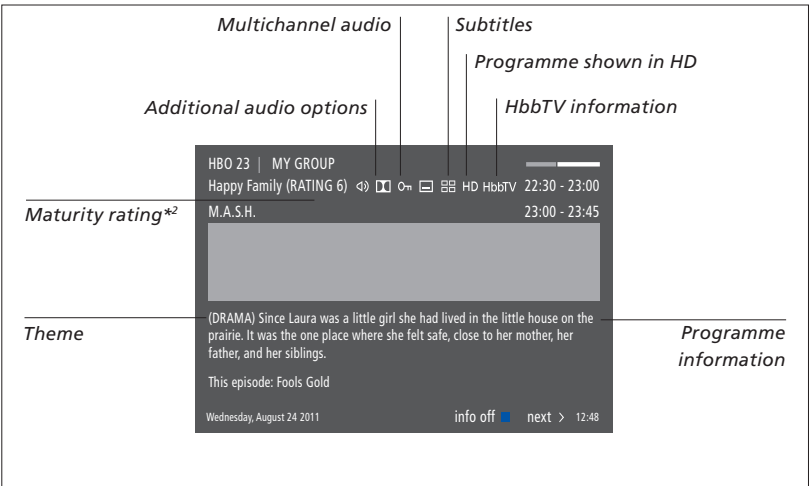 Multichannel audio
Subtitles
Programme shown in HD
Additional audio options
HbbTV information
HBO 23 | MY GROUP
Happy Family (RATING 6) HD HbbTV 22:30 - 23:00
Maturity rating*2
M.A.S.H. 23:00 - 23:45
Theme
(DRAMA) Since Laura was a little girl she had lived in the little house on the
prairie. It was the one place where she felt safe, close to her mother, her
father, and her siblings.
Programme
information
This episode: Fools Gold
Wednesday, August 24 2011 info off next > 12:48